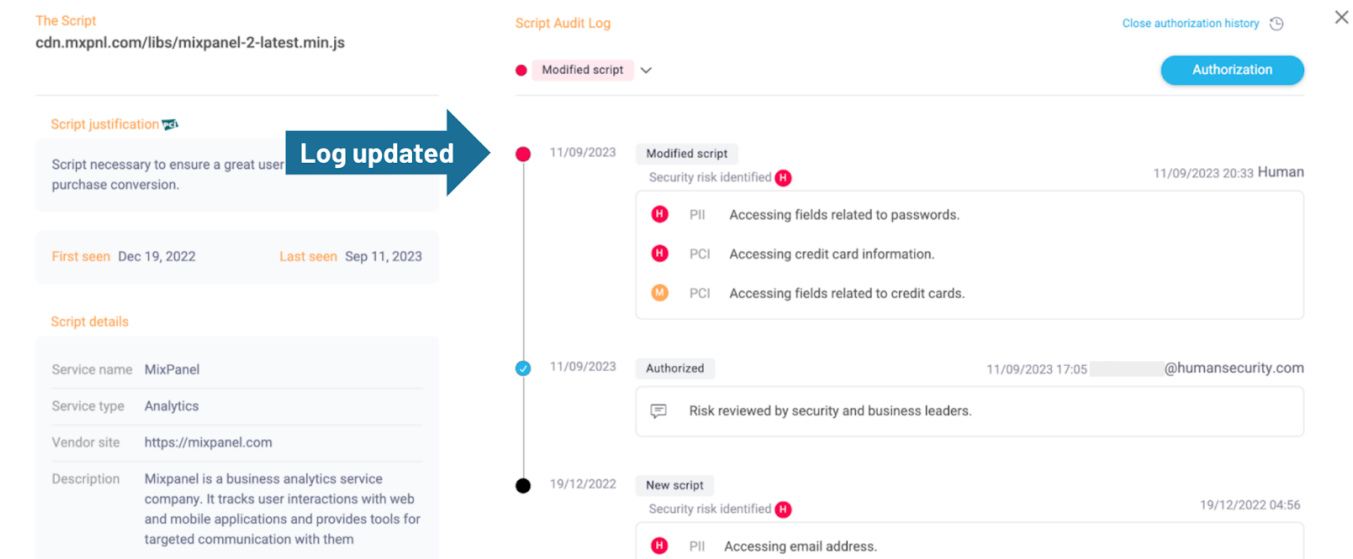 The Script
cdn.mxpnl.com/libs/mixpanel-2-latest.min.js
Script justification PCI
Script necessary to ensure a great user
purchase conversion.
First seen Dec 19, 2022 Last seen Sep 11, 2023
Script details
Service name MixPanel
Service type Analytics
Vendor site https://mixpanel.com
Description Mixpanel is a business analytics service
company. It tracks user interactions with web
and mobile applications and provides tools for
targeted communication with them
Log updated
Script Audit Log
Close authorization history
Modified script
Authorization
11/09/2023 Modified script
Security risk identified H
11/09/2023 20:33 Human
H PII Accessing fields related to passwords.
H PCI Accessing credit card information.
M PCI Accessing fields related to credit cards.
11/09/2023 Authorized 11/09/2023 17:05 @humansecurity.com
Risk reviewed by security and business leaders.
19/12/2022 New script
Security risk identified H
19/12/2022 04:56
H PII Accessing email address.